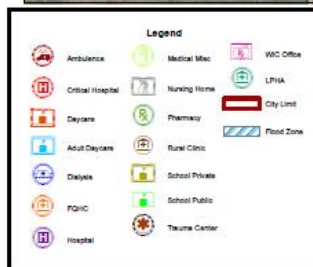 Legend
Ambulance
Critical Hospital
Daycare
Adult Daycare
Dialysis
FQHC
Hospital
Medical Misc
Nursing Home
Pharmacy
Rural Clinic
School Private
School Public
Trauma Center
WIC Office
LPHA
City Limit
Flood Zone